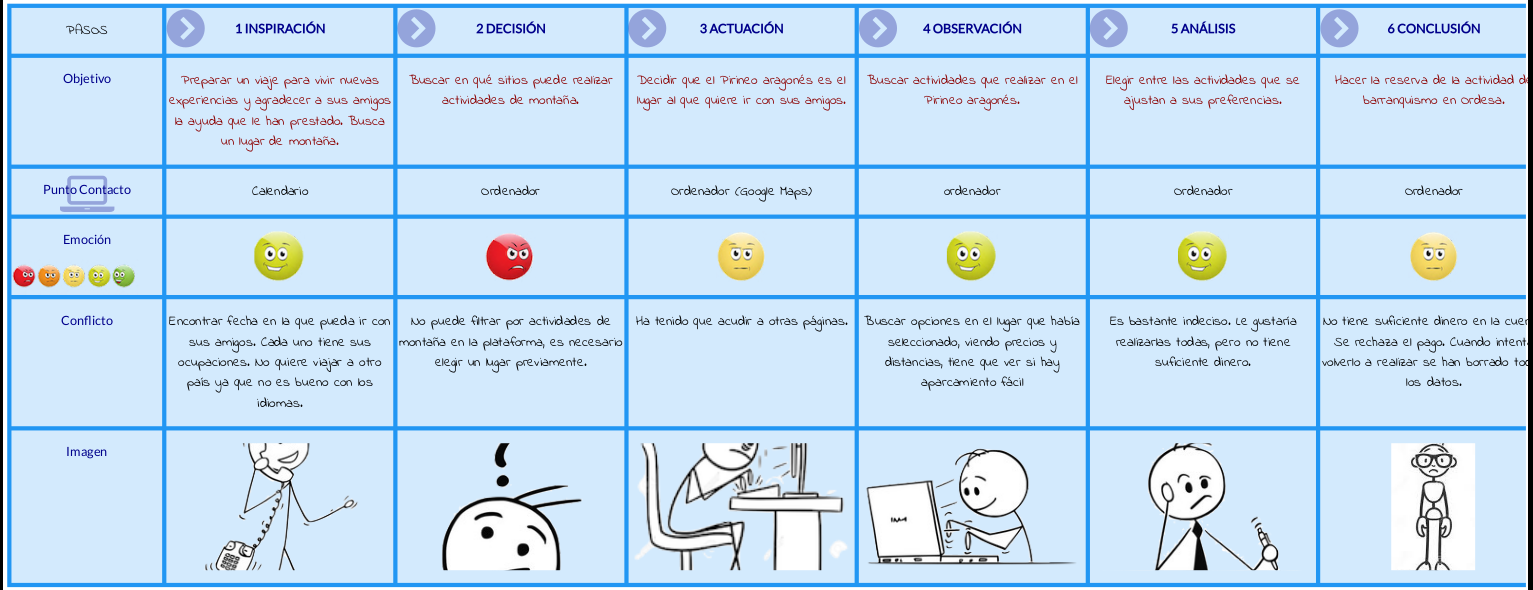 PASOS
1 INSPIRACIÓN
2 DECISIÓN
3 ACTUACIÓN
4 OBSERVACIÓN
5 ANÁLISIS
6 CONCLUSIÓN
Objetivo
Preparar un viaje para vivir nuevas
experiencias y agradecer a sus amigos
la ayuda que le han prestado. Busca
un lugar de montaña.
Buscar en qué sitios puede realizar
actividades de montaña.
Decidir que el Pirineo aragonés es el
lugar al que quiere ir con sus amigos.
Buscar actividades que realizar en el
Pirineo aragonés.
Elegir entre las actividades que se
ajustan a sus preferencias.
Hacer la reserva de la actividad de
barranquismo en Ordesa.
Punto Contacto
Calendario
Ordenador
Ordenador (Google Maps)
ordenador
Ordenador
Ordenador
Emoción
Conflicto
Encontrar fecha en la que pueda ir con
sus amigos. Cada uno tiene sus
ocupaciones. No quiere viajar a otro
país ya que no es bueno con los
idiomas.
No puede filtrar por actividades de
montaña en la plataforma, es necesario
elegir un lugar previamente.
Ha tenido que acudir a otras páginas.
Buscar opciones en el lugar que había
seleccionado, viendo precios y
distancias, tiene que ver si hay
aparcamiento fácil
Es bastante indeciso. Le gustaría
realizarlas todas, pero no tiene
suficiente dinero.
No tiene suficiente dinero en la
Se rechaza el pago. Cuando
volverlo a realizar se han borrado
los datos.
Imagen